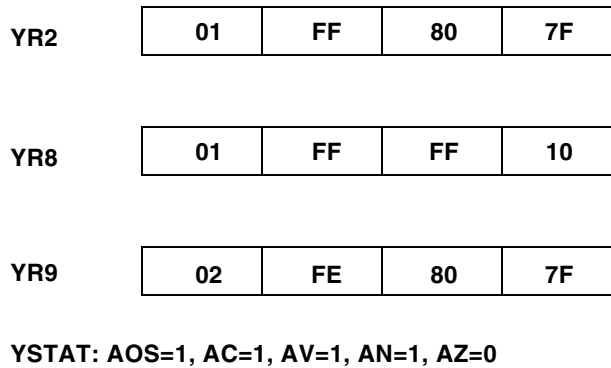 YR2 01 FF 80 7F
YR8 01 FF FF 10
YR9 02 FE 80 7F
YSTAT: AOS=1, AC=1, AV=1, AN=1, AZ=0